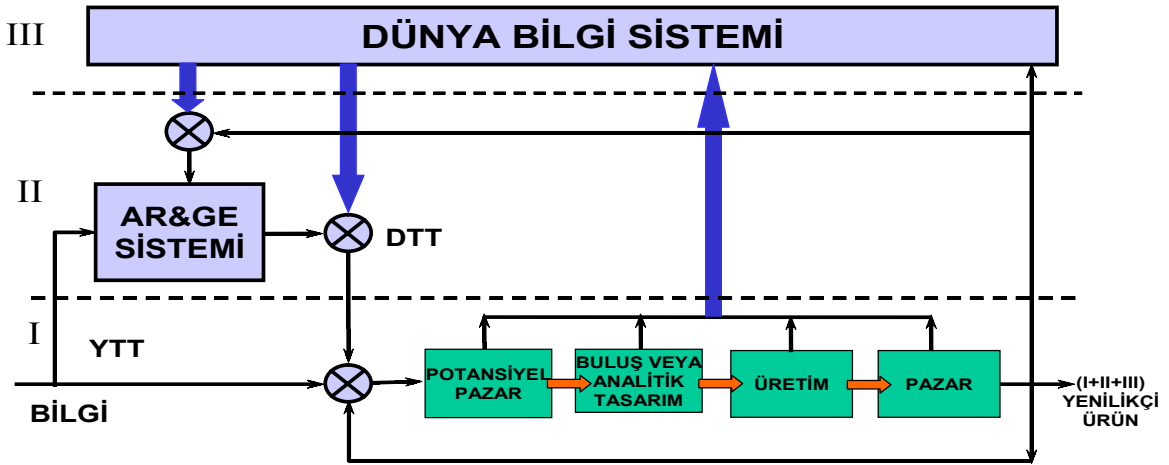 III
DÜNYA BİLGİ SİSTEMİ
II
AR&GE
SİSTEMİ
DTT
I
YTT
BİLGİ
POTANSİYEL
PAZAR
BULUŞ VEYA
ANALİTİK
TASARIM
ÜRETİM
PAZAR
(I+II+III)
YENİLİKÇİ
ÜRÜN